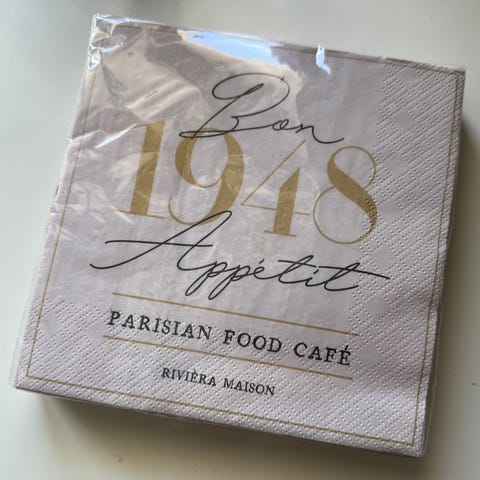 Bon
1948
Appétit
PARISIAN FOOD CAFÉ
RIVIÈRA MAISON